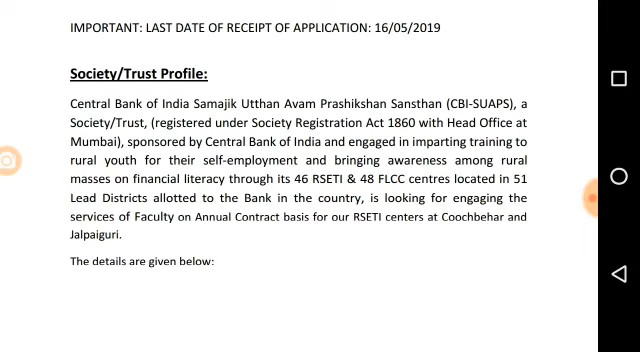 IMPORTANT: LAST DATE OF RECEIPT OF APPLICATION: 16/05/2019
Society/Trust Profile:
Central Bank of India Samajik Utthan Avam Prashikshan Sansthan (CBI-SUAPS), a
Society/Trust, (registered under Society Registration Act 1860 with Head Office at
Mumbai), sponsored by Central Bank of India and engaged in imparting training to
rural youth for their self-employment and bringing awareness among rural
masses on financial literacy through its 46 RSETI & 48 FLCC centres located in 51
Lead Districts allotted to the Bank in the country, is looking for engaging the
services of Faculty on Annual Contract basis for our RSETI centers at Coochbehar and
Jalpaiguri.
The details are given below: